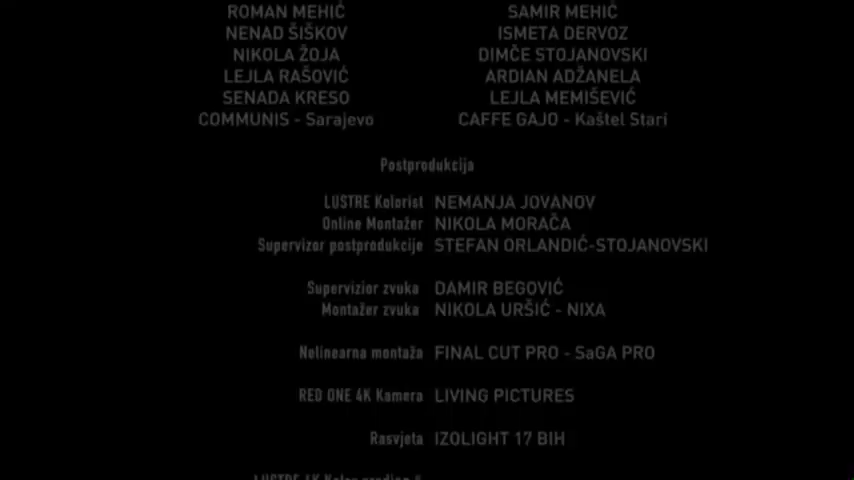 ROMAN MEHIĆ SAMIR MEHIĆ
NENAD ŠIŠKOV ISMETA DERVOZ
NIKOLA ŽOJA DIMČE STOJANOVSKI
LEJLA RAŠOVIĆ ARDIAN ADŽANELA
SENADA KRESO LEJLA MEMIŠEVIĆ
COMMUNIS - Sarajevo CAFFE GAJO - Kaštel Stari
Postprodukcija
LUSTRE Kolorist NEMANJA JOVANOV
Online Montažer NIKOLA MORAČA
Supervizor postprodukcije STEFAN ORLANDIĆ-STOJANOVSKI
Supervizior zvuka DAMIR BEGOVIĆ
Montažer zvuka NIKOLA URŠIĆ - NIXA
Nelinearna montaža FINAL CUT PRO - SaGA PRO
RED ONE 4K Kamera LIVING PICTURES
Rasvjeta IZOLIGHT 17 BIH